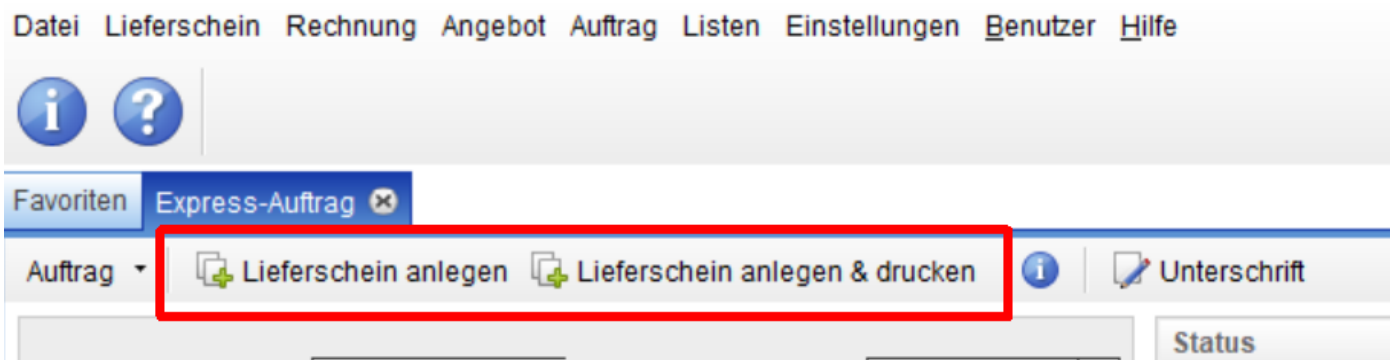 Datei Lieferschein Rechnung Angebot Auftrag Listen Einstellungen Benutzer Hilfe
Favoriten Express-Auftrag
Auftrag Lieferschein anlegen Lieferschein anlegen & drucken Unterschrift
Status